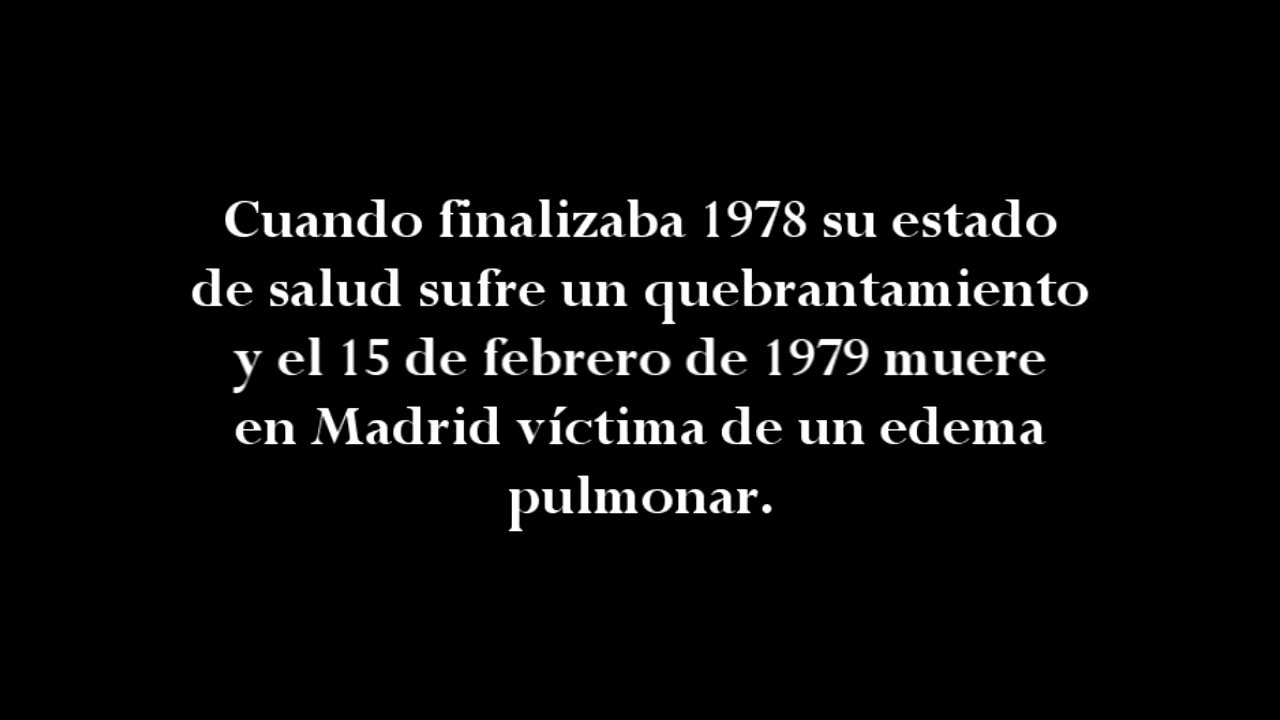 Cuando finalizaba 1978 su estado
de salud sufre un quebrantamiento
y el 15 de febrero de 1979 muere
en Madrid víctima de un edema
pulmonar.